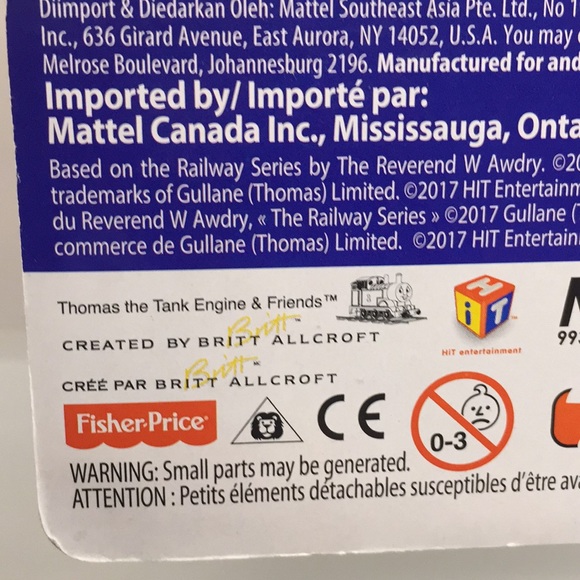 Diimport & Diedarkan Oleh: Mattel Southeast Asia Pte. Ltd., No 1
Inc., 636 Girard Avenue, East Aurora, NY 14052, U.S.A. You may
Melrose Boulevard, Johannesburg 2196. Manufactured for and
Imported by/ Importé par:
Mattel Canada Inc., Mississauga, Onta
Based on the Railway Series by The Reverend W Awdry. ©20
trademarks of Gullane (Thomas) Limited. ©2017 HIT Entertainm
du Reverend W Awdry, « The Railway Series » ©2017 Gullane (
commerce de Gullane (Thomas) Limited. ©2017 HIT Entertain
Thomas the Tank Engine & Friends™
CREATED BY BRITT ALLCROFT
Britt™
CRÉÉ PAR BRITT ALLCROFT
Britt™
HiT
HiT entertainment
99
Fisher-Price
CE
0-3
WARNING: Small parts may be generated.
ATTENTION : Petits éléments détachables susceptibles d'être av